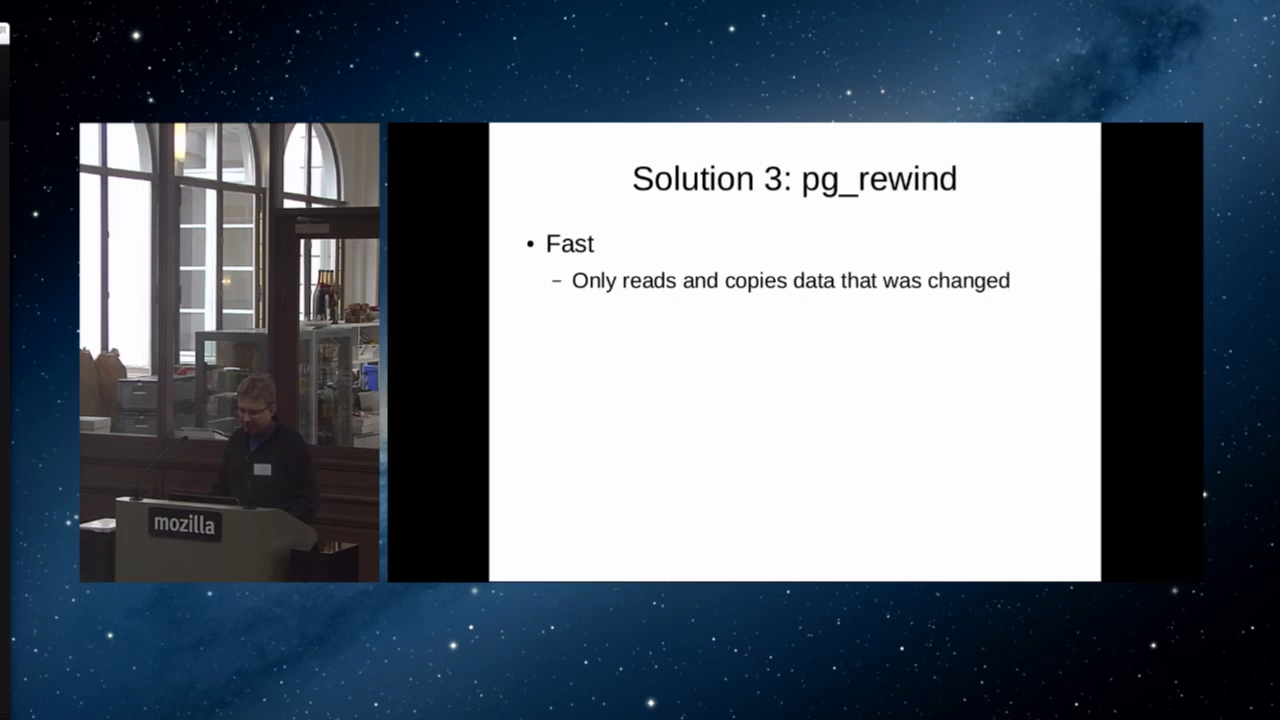 Solution 3: pg_rewind
• Fast
– Only reads and copies data that was changed
mozilla